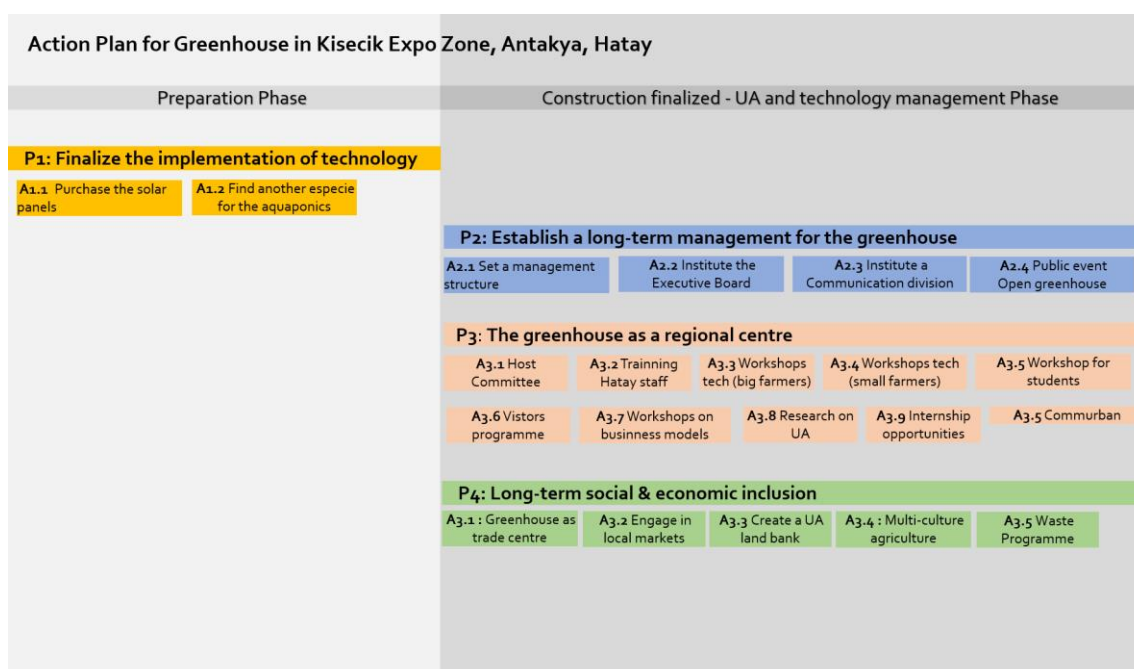 Action Plan for Greenhouse in Kisecik Expo Zone, Antakya, Hatay
Preparation Phase
Construction finalized - UA and technology management Phase
P1: Finalize the implementation of technology
A1.1 Purchase the solar
panels
A1.2 Find another especie
for the aquaponics
P2: Establish a long-term management for the greenhouse
A2.1 Set a management
structure
A2.2 Institute the
Executive Board
A2.3 Institute a
Communication division
A2.4 Public event
Open greenhouse
P3: The greenhouse as a regional centre
A3.1 Host
Committee
A3.2 Trainning
Hatay staff
A3.3 Workshops
tech (big farmers)
A3.4 Workshops tech
(small farmers)
A3.5 Workshop for
students
A3.6 Vistors
programme
A3.7 Workshops on
businness models
A3.8 Research on
UA
A3.9 Internship
opportunities
A3.5 Commurban
P4: Long-term social & economic inclusion
A3.1 : Greenhouse as
trade centre
A3.2 Engage in
local markets
A3.3 Create a UA
land bank
A3.4 : Multi-culture
agriculture
A3.5 Waste
Programme